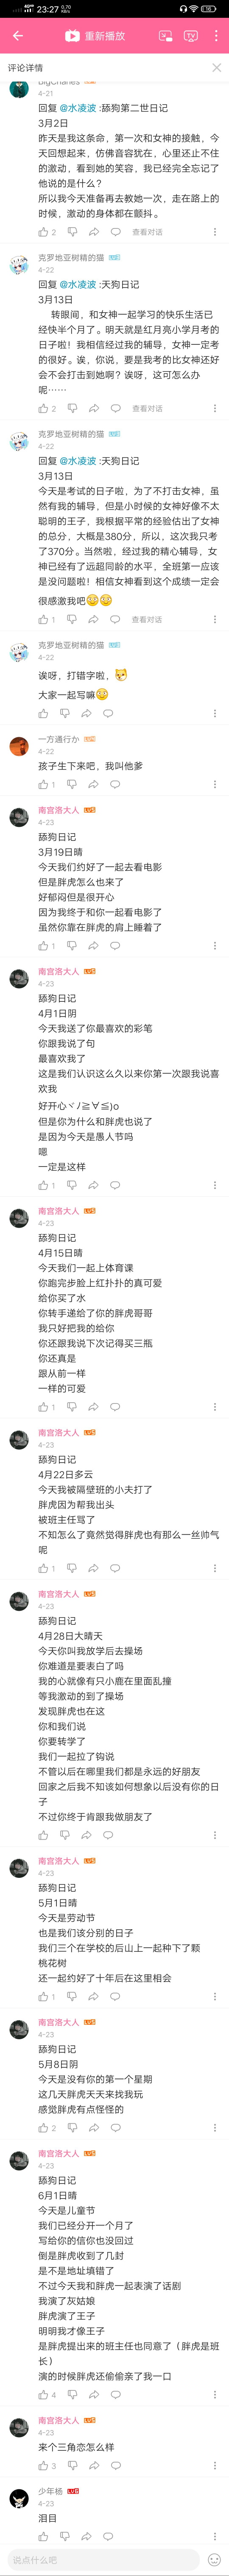 23:27
4G
0.70
KB/s
16
重新播放
TV
评论详情
BigCharles
4-21
回复 @水凌波 :舔狗第二世日记
3月2日
昨天是我这条命，第一次和女神的接触，今
天回想起来，仿佛音容犹在，心里还止不住
的激动，看到她的笑容，我已经完全忘记了
他说的是什么?
所以我今天准备再去教她一次，走在路上的
时候，激动的身体都在颤抖。
2 查看对话
克罗地亚树精的猫
4-22
回复 @水凌波 :天狗日记
3月13日
转眼间，和女神一起学习的快乐生活已
经快半个月了。明天就是红月亮小学月考的
日子啦！我相信经过我的辅导，女神一定考
的很好。诶，你说，要是我考的比女神还好
会不会打击到她啊？诶呀，这可怎么办
呢……
2 查看对话
克罗地亚树精的猫
4-22
回复 @水凌波 :天狗日记
3月13日
今天是考试的日子啦，为了不打击女神，虽
然有我的辅导，但是小时候的女神好像不太
聪明的王子，我根据平常的经验估出了女神
的总分，大概是380分，所以，这次我只考
了370分。当然啦，经过我的精心辅导，女
神已经有了远超同龄的水平，全班第一应该
是没问题啦！相信女神看到这个成绩一定会
很感激我吧
1 查看对话
克罗地亚树精的猫
4-22
诶呀，打错字啦，
大家一起写嘛
一方通行か
4-22
孩子生下来吧，我叫他爹
1
南宫洛大人 LV5
4-23
舔狗日记
3月19日晴
今天我们约好了一起去看电影
但是胖虎怎么也来了
好郁闷但是很开心
因为我终于和你一起看电影了
虽然你靠在胖虎的肩上睡着了
1
南宫洛大人 LV5
4-23
舔狗日记
4月1日阴
今天我送了你最喜欢的彩笔
你跟我说了句
最喜欢我了
这是我们认识这么久以来你第一次跟我说喜
欢我
好开心ヾﾉ≧∀≦)o
但是你为什么和胖虎也说了
是因为今天是愚人节吗
嗯
一定是这样
1
南宫洛大人 LV5
4-23
舔狗日记
4月15日晴
今天我们一起上体育课
你跑完步脸上红扑扑的真可爱
给你买了水
你转手递给了你的胖虎哥哥
我只好把我的给你
你还跟我说下次记得买三瓶
你还真是
跟从前一样
一样的可爱
1
南宫洛大人 LV5
4-23
舔狗日记
4月22日多云
今天我被隔壁班的小夫打了
胖虎因为帮我出头
被班主任骂了
不知怎么了竟然觉得胖虎也有那么一丝帅气
呢
1
南宫洛大人 LV5
4-23
舔狗日记
4月28日大晴天
今天你叫我放学后去操场
你难道是要表白了吗
我的心就像有只小鹿在里面乱撞
等我激动的到了操场
发现胖虎也在这
你和我们说
你要转学了
我们一起拉了钩说
不管以后在哪里我们都是永远的好朋友
回家之后我不知该如何想象以后没有你的日
子
不过你终于肯跟我做朋友了
南宫洛大人 LV5
4-23
舔狗日记
5月1日晴
今天是劳动节
也是我们该分别的日子
我们三个在学校的后山上一起种下了颗
桃花树
还一起约好了十年后在这里相会
1
南宫洛大人 LV5
4-23
舔狗日记
5月8日阴
今天是没有你的第一个星期
这几天胖虎天天来找我玩
感觉胖虎有点怪怪的
2
南宫洛大人 LV5
4-23
舔狗日记
6月1日晴
今天是儿童节
我们已经分开一个月了
写给你的信你也没回过
倒是胖虎收到了几封
是不是地址填错了
不过今天我和胖虎一起表演了话剧
我演了灰姑娘
胖虎演了王子
明明我才像王子
是胖虎提出来的班主任也同意了（胖虎是班
长）
演的时候胖虎还偷偷亲了我一口
4
南宫洛大人 LV5
4-23
来个三角恋怎么样
3
少年杨 LV6
4-23
泪目
说点什么吧